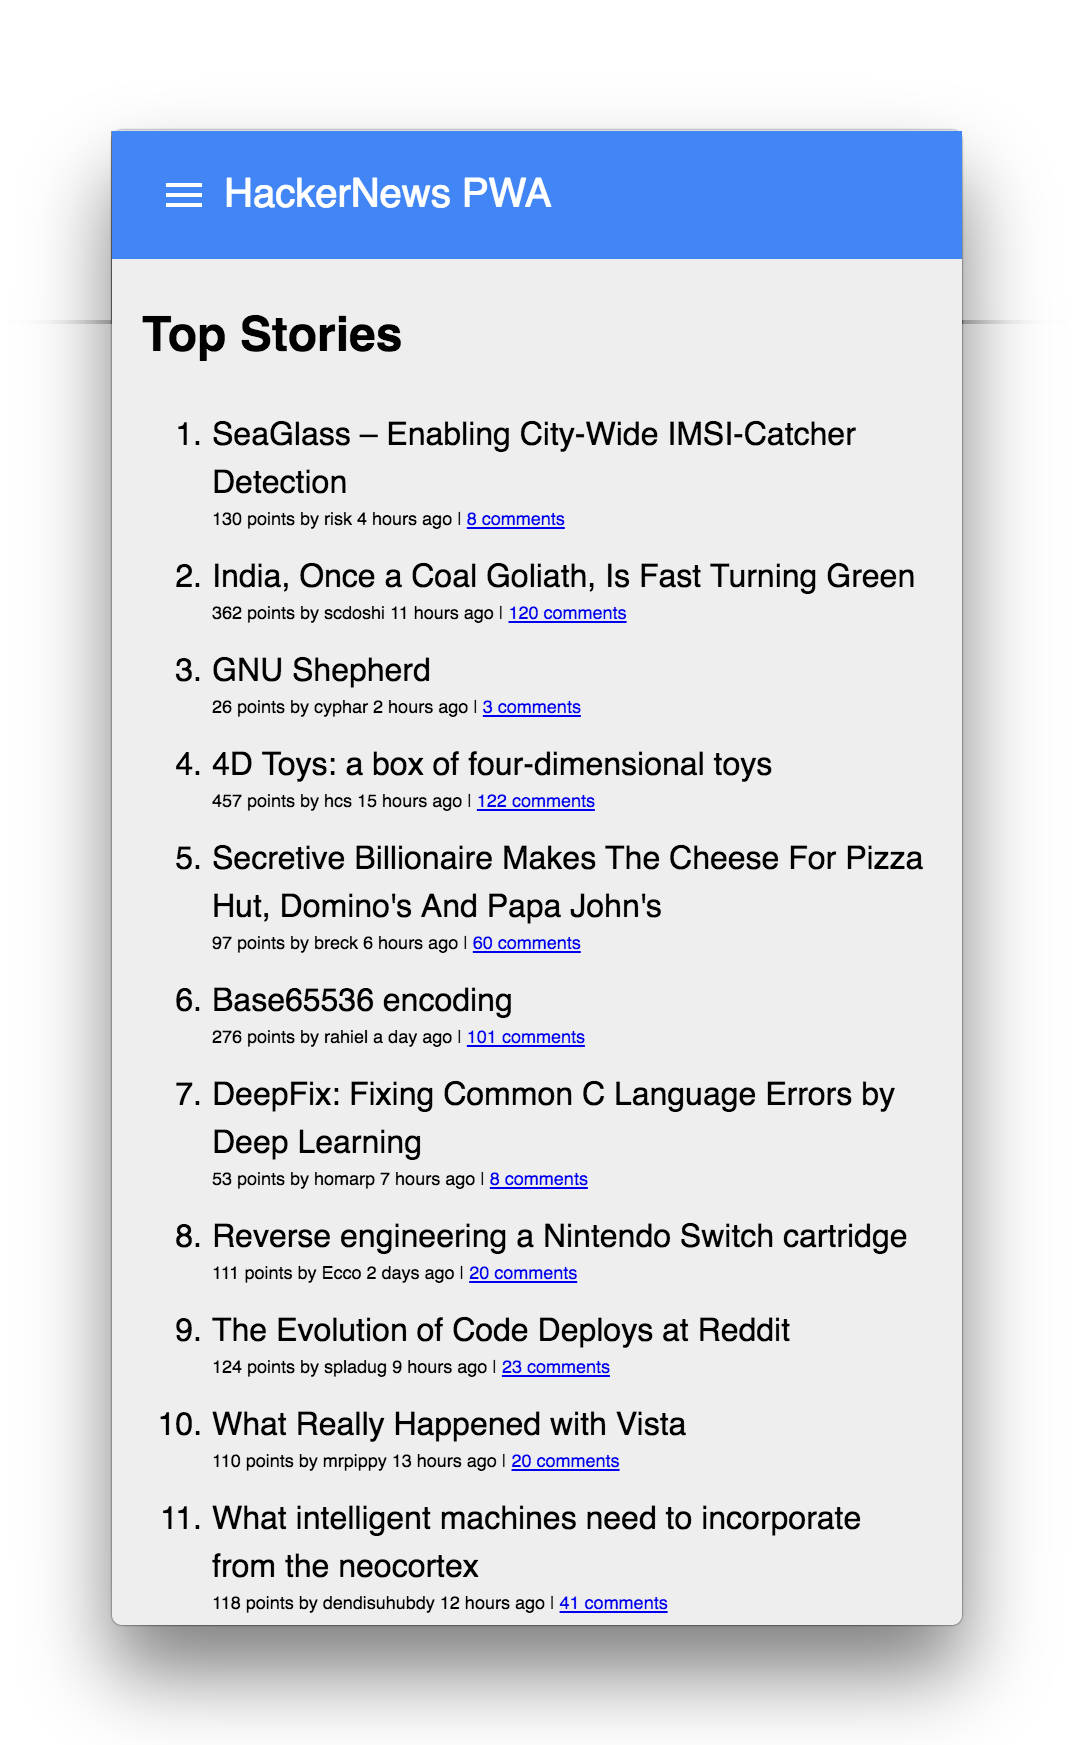 HackerNews PWA
Top Stories
1. SeaGlass – Enabling City-Wide IMSI-Catcher
Detection
130 points by risk 4 hours ago | 8 comments
2. India, Once a Coal Goliath, Is Fast Turning Green
362 points by scdoshi 11 hours ago | 120 comments
3. GNU Shepherd
26 points by cyphar 2 hours ago | 3 comments
4. 4D Toys: a box of four-dimensional toys
457 points by hcs 15 hours ago | 122 comments
5. Secretive Billionaire Makes The Cheese For Pizza
Hut, Domino's And Papa John's
97 points by breck 6 hours ago | 60 comments
6. Base65536 encoding
276 points by rahiel a day ago | 101 comments
7. DeepFix: Fixing Common C Language Errors by
Deep Learning
53 points by homarp 7 hours ago | 8 comments
8. Reverse engineering a Nintendo Switch cartridge
111 points by Ecco 2 days ago | 20 comments
9. The Evolution of Code Deploys at Reddit
124 points by spladug 9 hours ago | 23 comments
10. What Really Happened with Vista
110 points by mrpippy 13 hours ago | 20 comments
11. What intelligent machines need to incorporate
from the neocortex
118 points by dendisuhubdy 12 hours ago | 41 comments